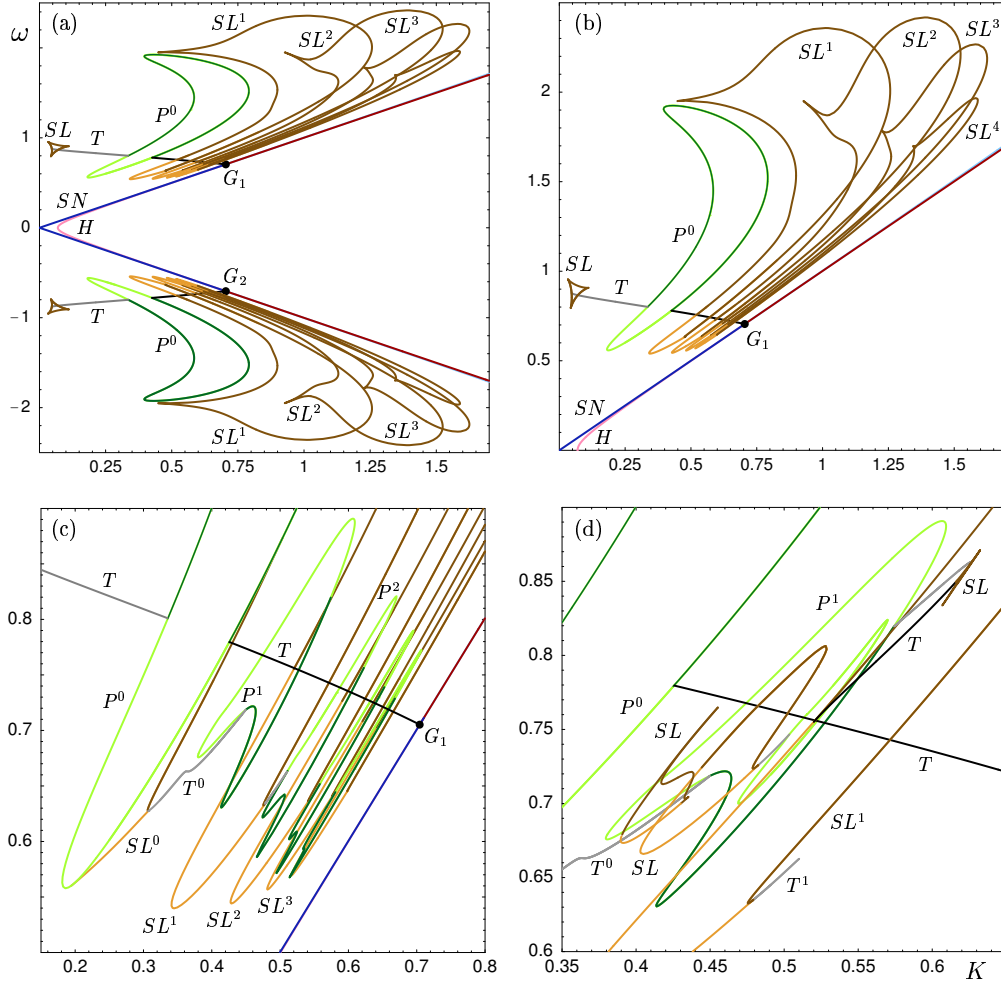 (a)
ω
SL¹
SL²
SL³
P⁰
SL
T
G₁
SN
H
G₂
T
P⁰
SL²
SL³
SL¹
1
0
−1
−2
0.25
0.5
0.75
1
1.25
1.5
(b)
SL¹
SL²
SL³
SL⁴
P⁰
SL
T
G₁
SN
H
2
1.5
1
0.5
0.25
0.5
0.75
1
1.25
1.5
(c)
T
P²
T
P⁰
P¹
G₁
T⁰
SL⁰
SL¹
SL²
SL³
0.8
0.7
0.6
0.2
0.3
0.4
0.5
0.6
0.7
0.8
(d)
SL
P¹
T
P⁰
SL
T
SL¹
T⁰
SL
T¹
0.85
0.8
0.75
0.7
0.65
0.6
0.35
0.4
0.45
0.5
0.55
0.6
K